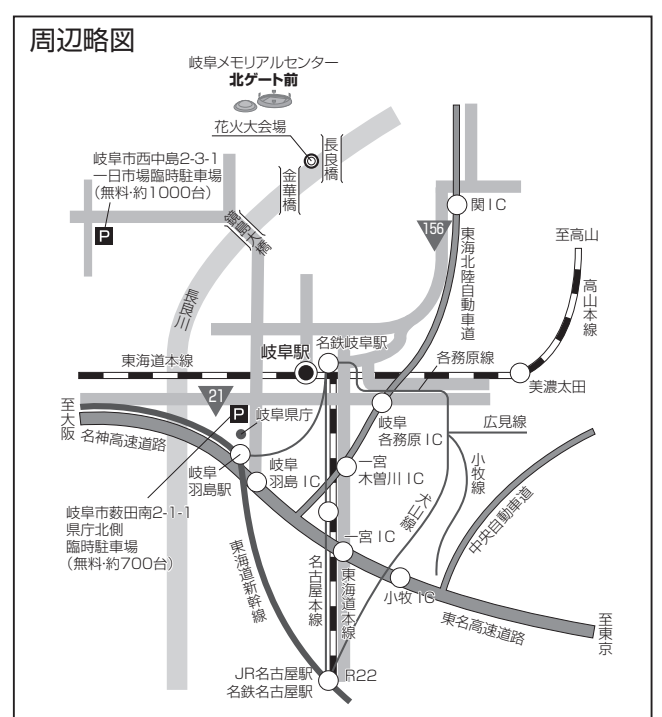 周辺略図
岐阜メモリアルセンター
北ゲート前
花火大会場
長良橋
金華橋
岐阜市西中島2-3-1
一日市場臨時駐車場
(無料・約1000台)
P
鏡島大橋
関IC
156
東海北陸自動車道
至高山
高山本線
長良川
名鉄岐阜駅
岐阜駅
東海道本線
各務原線
美濃太田
21
P
岐阜県庁
至大阪
名神高速道路
岐阜
羽島駅
岐阜
羽島IC
岐阜
各務原IC
広見線
一宮
木曽川IC
小牧線
犬山線
中央自動車道
岐阜市薮田南2-1-1
県庁北側
臨時駐車場
(無料・約700台)
東海道新幹線
名古屋本線
東海道本線
一宮IC
小牧IC
東名高速道路
至東京
JR名古屋駅
名鉄名古屋駅
R22